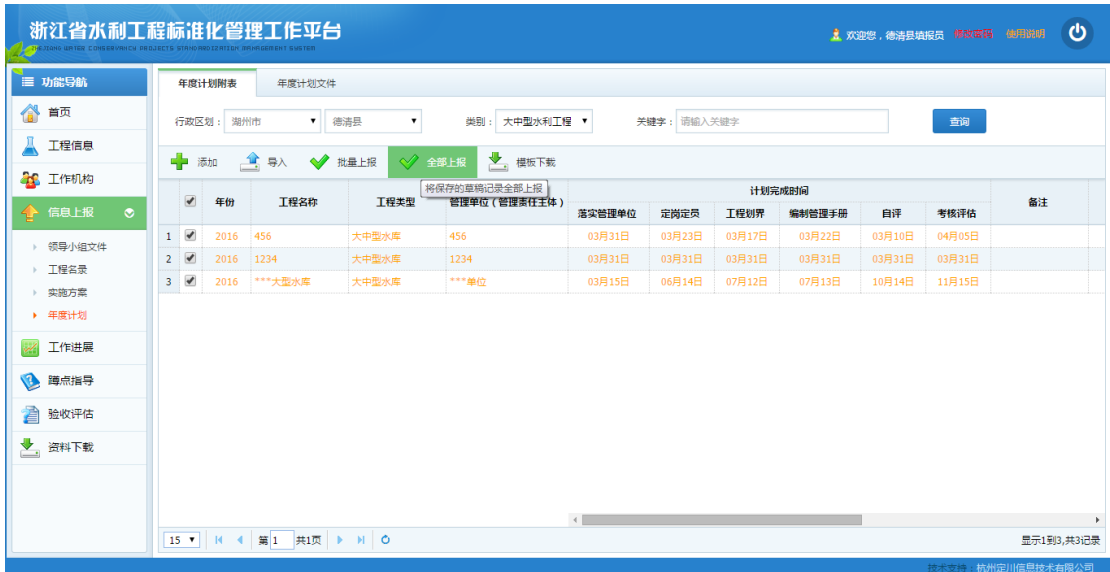 浙江省水利工程标准化管理工作平台
ZHEJIANG WATER CONSERVANCY PROJECTS STANDARDIZATION MANAGEMENT SYSTEM
欢迎您，德清县填报员 修改密码 使用说明
功能导航
首页
工程信息
工作机构
信息上报
领导小组文件
工程名录
实施方案
年度计划
工作进展
蹲点指导
验收评估
资料下载
年度计划附表 年度计划文件
行政区划： 湖州市 德清县 类别： 大中型水利工程 关键字： 请输入关键字 查询
添加 导入 批量上报 全部上报 模板下载
将保存的草稿记录全部上报
年份 工程名称 工程类型 管理单位（管理责任主体） 计划完成时间 备注
落实管理单位 定岗定员 工程划界 编制管理手册 自评 考核评估
1 2016 456 大中型水库 456 03月31日 03月23日 03月17日 03月22日 03月10日 04月05日
2 2016 1234 大中型水库 1234 03月31日 03月31日 03月31日 03月31日 03月31日 03月31日
3 2016 ***大型水库 大中型水库 ***单位 03月15日 06月14日 07月12日 07月13日 10月14日 11月15日
15 第 1 共1页 显示1到3,共3记录
技术支持：杭州定川信息技术有限公司